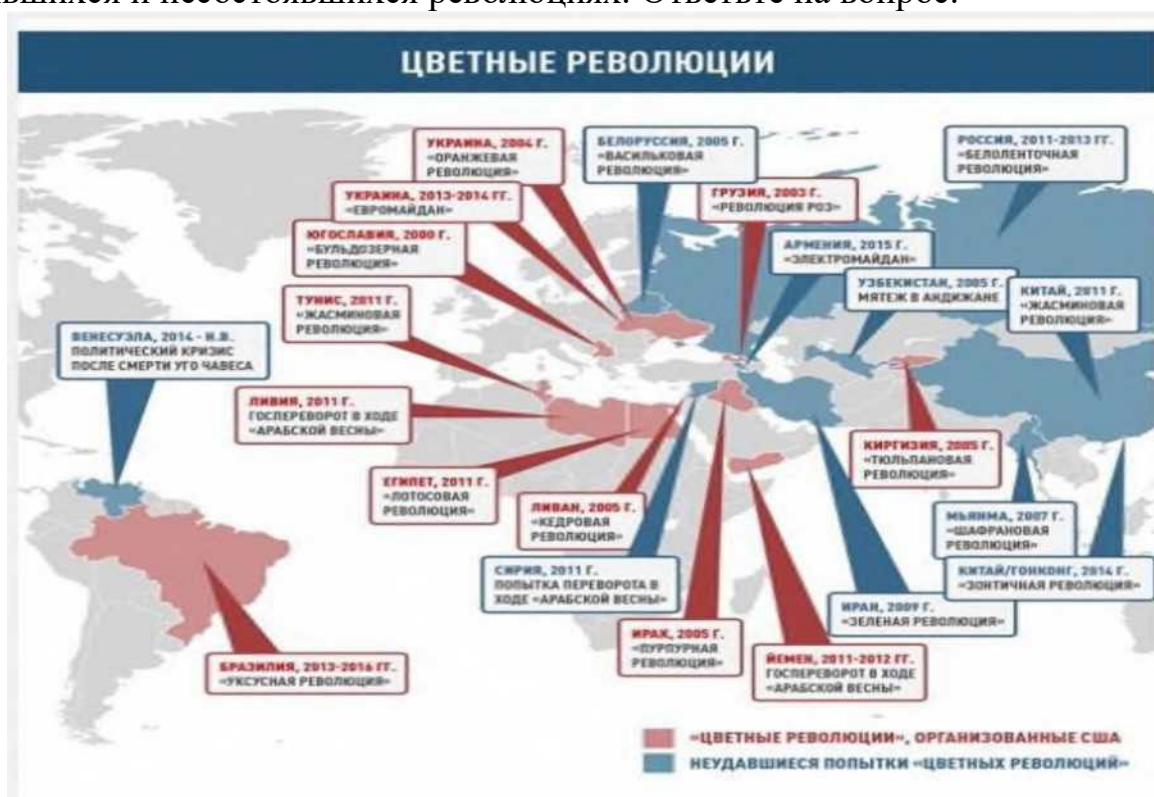 состоявшихся и несостоявшихся революциях. Ответьте на вопрос.
ЦВЕТНЫЕ РЕВОЛЮЦИИ
УКРАИНА, 2004 Г.
«ОРАНЖЕВАЯ
РЕВОЛЮЦИЯ»
БЕЛОРУССИЯ, 2005 Г.
«ВАСИЛЬКОВАЯ
РЕВОЛЮЦИЯ»
РОССИЯ, 2011-2013 ГГ.
«БЕЛОЛЕНТОЧНАЯ
РЕВОЛЮЦИЯ»
УКРАИНА, 2013-2014 ГГ.
«ЕВРОМАЙДАН»
ГРУЗИЯ, 2003 Г.
«РЕВОЛЮЦИЯ РОЗ»
ЮГОСЛАВИЯ, 2000 Г.
«БУЛЬДОЗЕРНАЯ
РЕВОЛЮЦИЯ»
АРМЕНИЯ, 2015 Г.
«ЭЛЕКТРОМАЙДАН»
УЗБЕКИСТАН, 2005 Г.
МЯТЕЖ В АНДИЖАНЕ
КИТАЙ, 2011 Г.
«ЖАСМИНОВАЯ
РЕВОЛЮЦИЯ»
ТУНИС, 2011 Г.
«ЖАСМИНОВАЯ
РЕВОЛЮЦИЯ»
ВЕНЕСУЭЛА, 2014 - Н.В.
ПОЛИТИЧЕСКИЙ КРИЗИС
ПОСЛЕ СМЕРТИ УГО ЧАВЕСА
ЛИВИЯ, 2011 Г.
ГОСПЕРЕВОРОТ В ХОДЕ
«АРАБСКОЙ ВЕСНЫ»
КИРГИЗИЯ, 2005 Г.
«ТЮЛЬПАНОВАЯ
РЕВОЛЮЦИЯ»
ЕГИПЕТ, 2011 Г.
«ЛОТОСОВАЯ
РЕВОЛЮЦИЯ»
ЛИВАН, 2005 Г.
«КЕДРОВАЯ
РЕВОЛЮЦИЯ»
МЬЯНМА, 2007 Г.
«ШАФРАНОВАЯ
РЕВОЛЮЦИЯ»
СИРИЯ, 2011 Г.
ПОПЫТКА ПЕРЕВОРОТА В
ХОДЕ «АРАБСКОЙ ВЕСНЫ»
КИТАЙ/ГОНКОНГ, 2014 Г.
«ЗОНТИЧНАЯ РЕВОЛЮЦИЯ»
ИРАН, 2009 Г.
«ЗЕЛЕНАЯ РЕВОЛЮЦИЯ»
ИРАК, 2005 Г.
«ПУРПУРНАЯ
РЕВОЛЮЦИЯ»
ЙЕМЕН, 2011-2012 ГГ.
ГОСПЕРЕВОРОТ В ХОДЕ
«АРАБСКОЙ ВЕСНЫ»
БРАЗИЛИЯ, 2013-2016 ГГ.
«УКСУСНАЯ РЕВОЛЮЦИЯ»
«ЦВЕТНЫЕ РЕВОЛЮЦИИ», ОРГАНИЗОВАННЫЕ США
НЕУДАВШИЕСЯ ПОПЫТКИ «ЦВЕТНЫХ РЕВОЛЮЦИЙ»